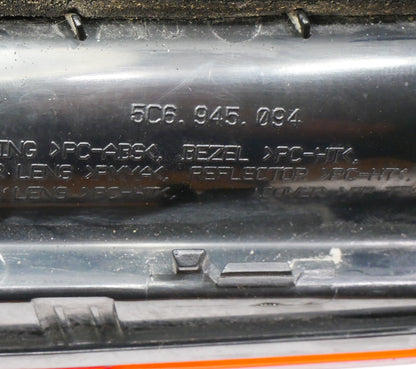 5C6. 945. 094
ING >PC-ABS<, BEZEL >PC-HT<,
LENS >PMMA<, REFLECTOR >PC-HT<,
LENS >PC-HT<,